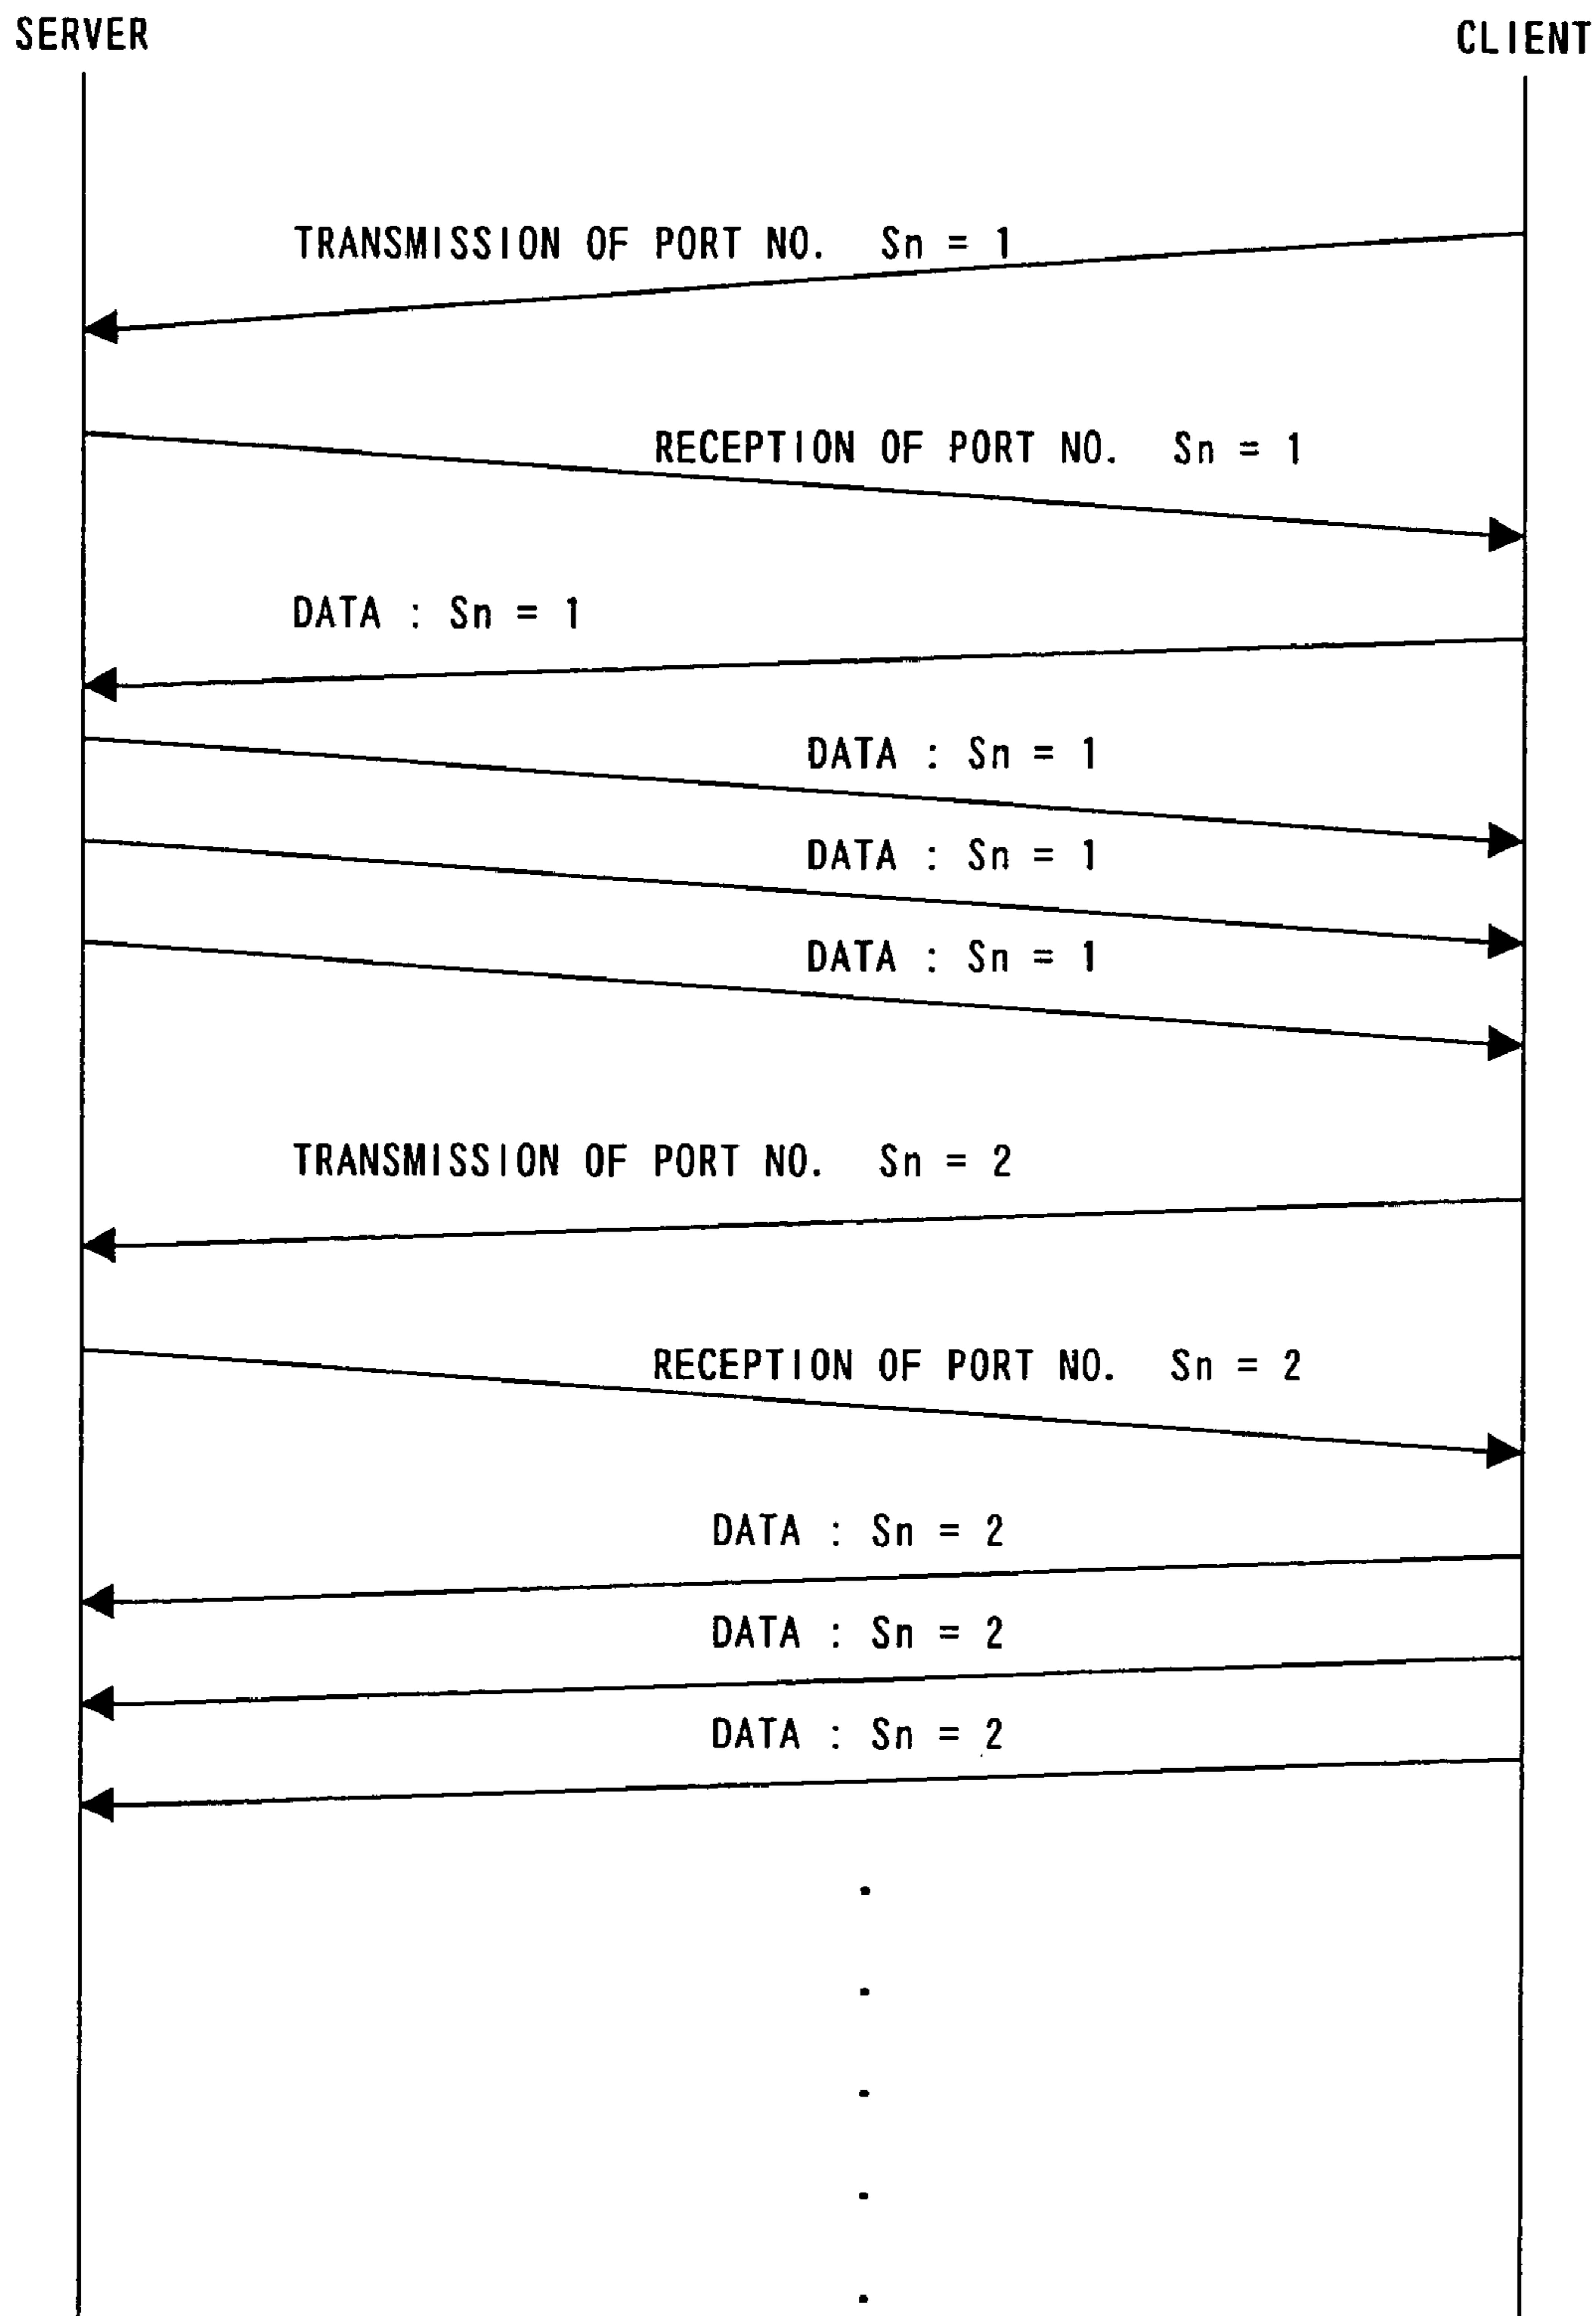 SERVER
CLIENT
TRANSMISSION OF PORT NO. Sn = 1
RECEPTION OF PORT NO. Sn = 1
DATA : Sn = 1
DATA : Sn = 1
DATA : Sn = 1
DATA : Sn = 1
TRANSMISSION OF PORT NO. Sn = 2
RECEPTION OF PORT NO. Sn = 2
DATA : Sn = 2
DATA : Sn = 2
DATA : Sn = 2